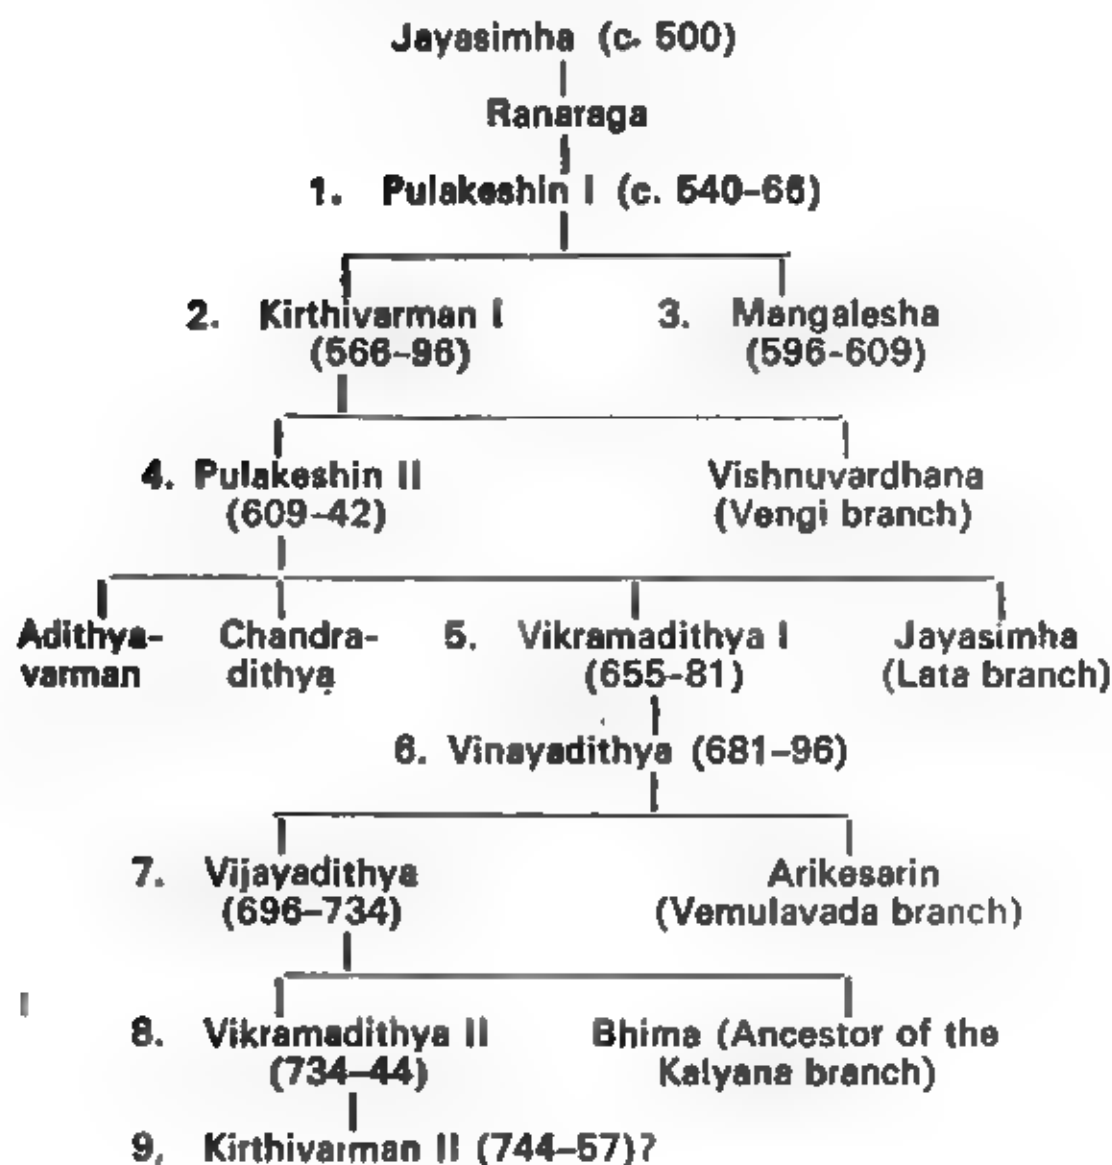 Jayasimha (c. 500)
Ranaraga
1. Pulakeshin I (c. 540–66)
2. Kirthivarman I
(566–96)
3. Mangalesha
(596-609)
4. Pulakeshin II
(609–42)
Vishnuvardhana
(Vengi branch)
Adithya-
varman
Chandra-
dithya
5. Vikramadithya I
(655-81)
Jayasimha
(Lata branch)
6. Vinayadithya (681–96)
7. Vijayadithya
(696–734)
Arikesarin
(Vemulavada branch)
8. Vikramadithya II
(734–44)
Bhima (Ancestor of the
Kalyana branch)
9, Kirthivarman II (744–57)?